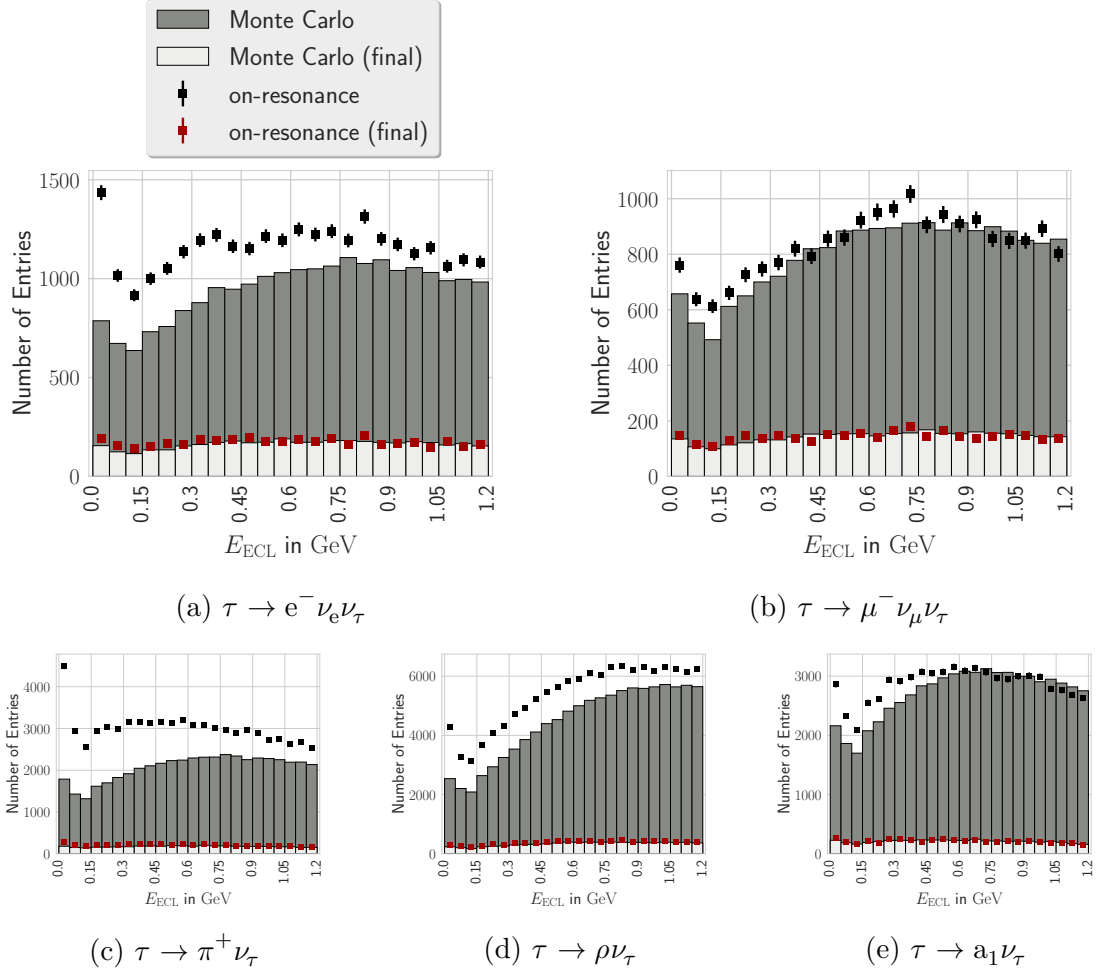 Monte Carlo
Monte Carlo (final)
on-resonance
on-resonance (final)
Number of Entries
1500
1000
500
0
0.0 0.15 0.3 0.45 0.6 0.75 0.9 1.05 1.2
E_ECL in GeV
(a) τ → e⁻ν_eν_τ
Number of Entries
1000
800
600
400
200
0
0.0 0.15 0.3 0.45 0.6 0.75 0.9 1.05 1.2
E_ECL in GeV
(b) τ → μ⁻ν_μν_τ
Number of Entries
4000
3000
2000
1000
0
0.0 0.15 0.3 0.45 0.6 0.75 0.9 1.05 1.2
E_ECL in GeV
(c) τ → π⁺ν_τ
Number of Entries
6000
4000
2000
0
0.0 0.15 0.3 0.45 0.6 0.75 0.9 1.05 1.2
E_ECL in GeV
(d) τ → ρν_τ
Number of Entries
3000
2000
1000
0
0.0 0.15 0.3 0.45 0.6 0.75 0.9 1.05 1.2
E_ECL in GeV
(e) τ → a₁ν_τ